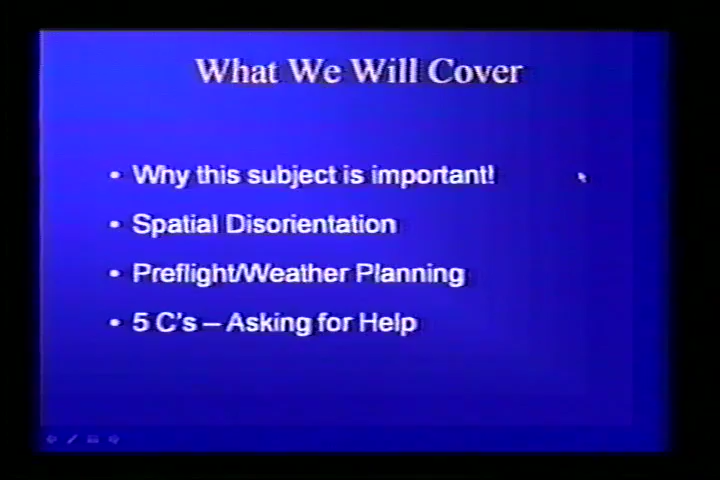 What We Will Cover
• Why this subject is important!
• Spatial Disorientation
• Preflight/Weather Planning
• 5 C's – Asking for Help